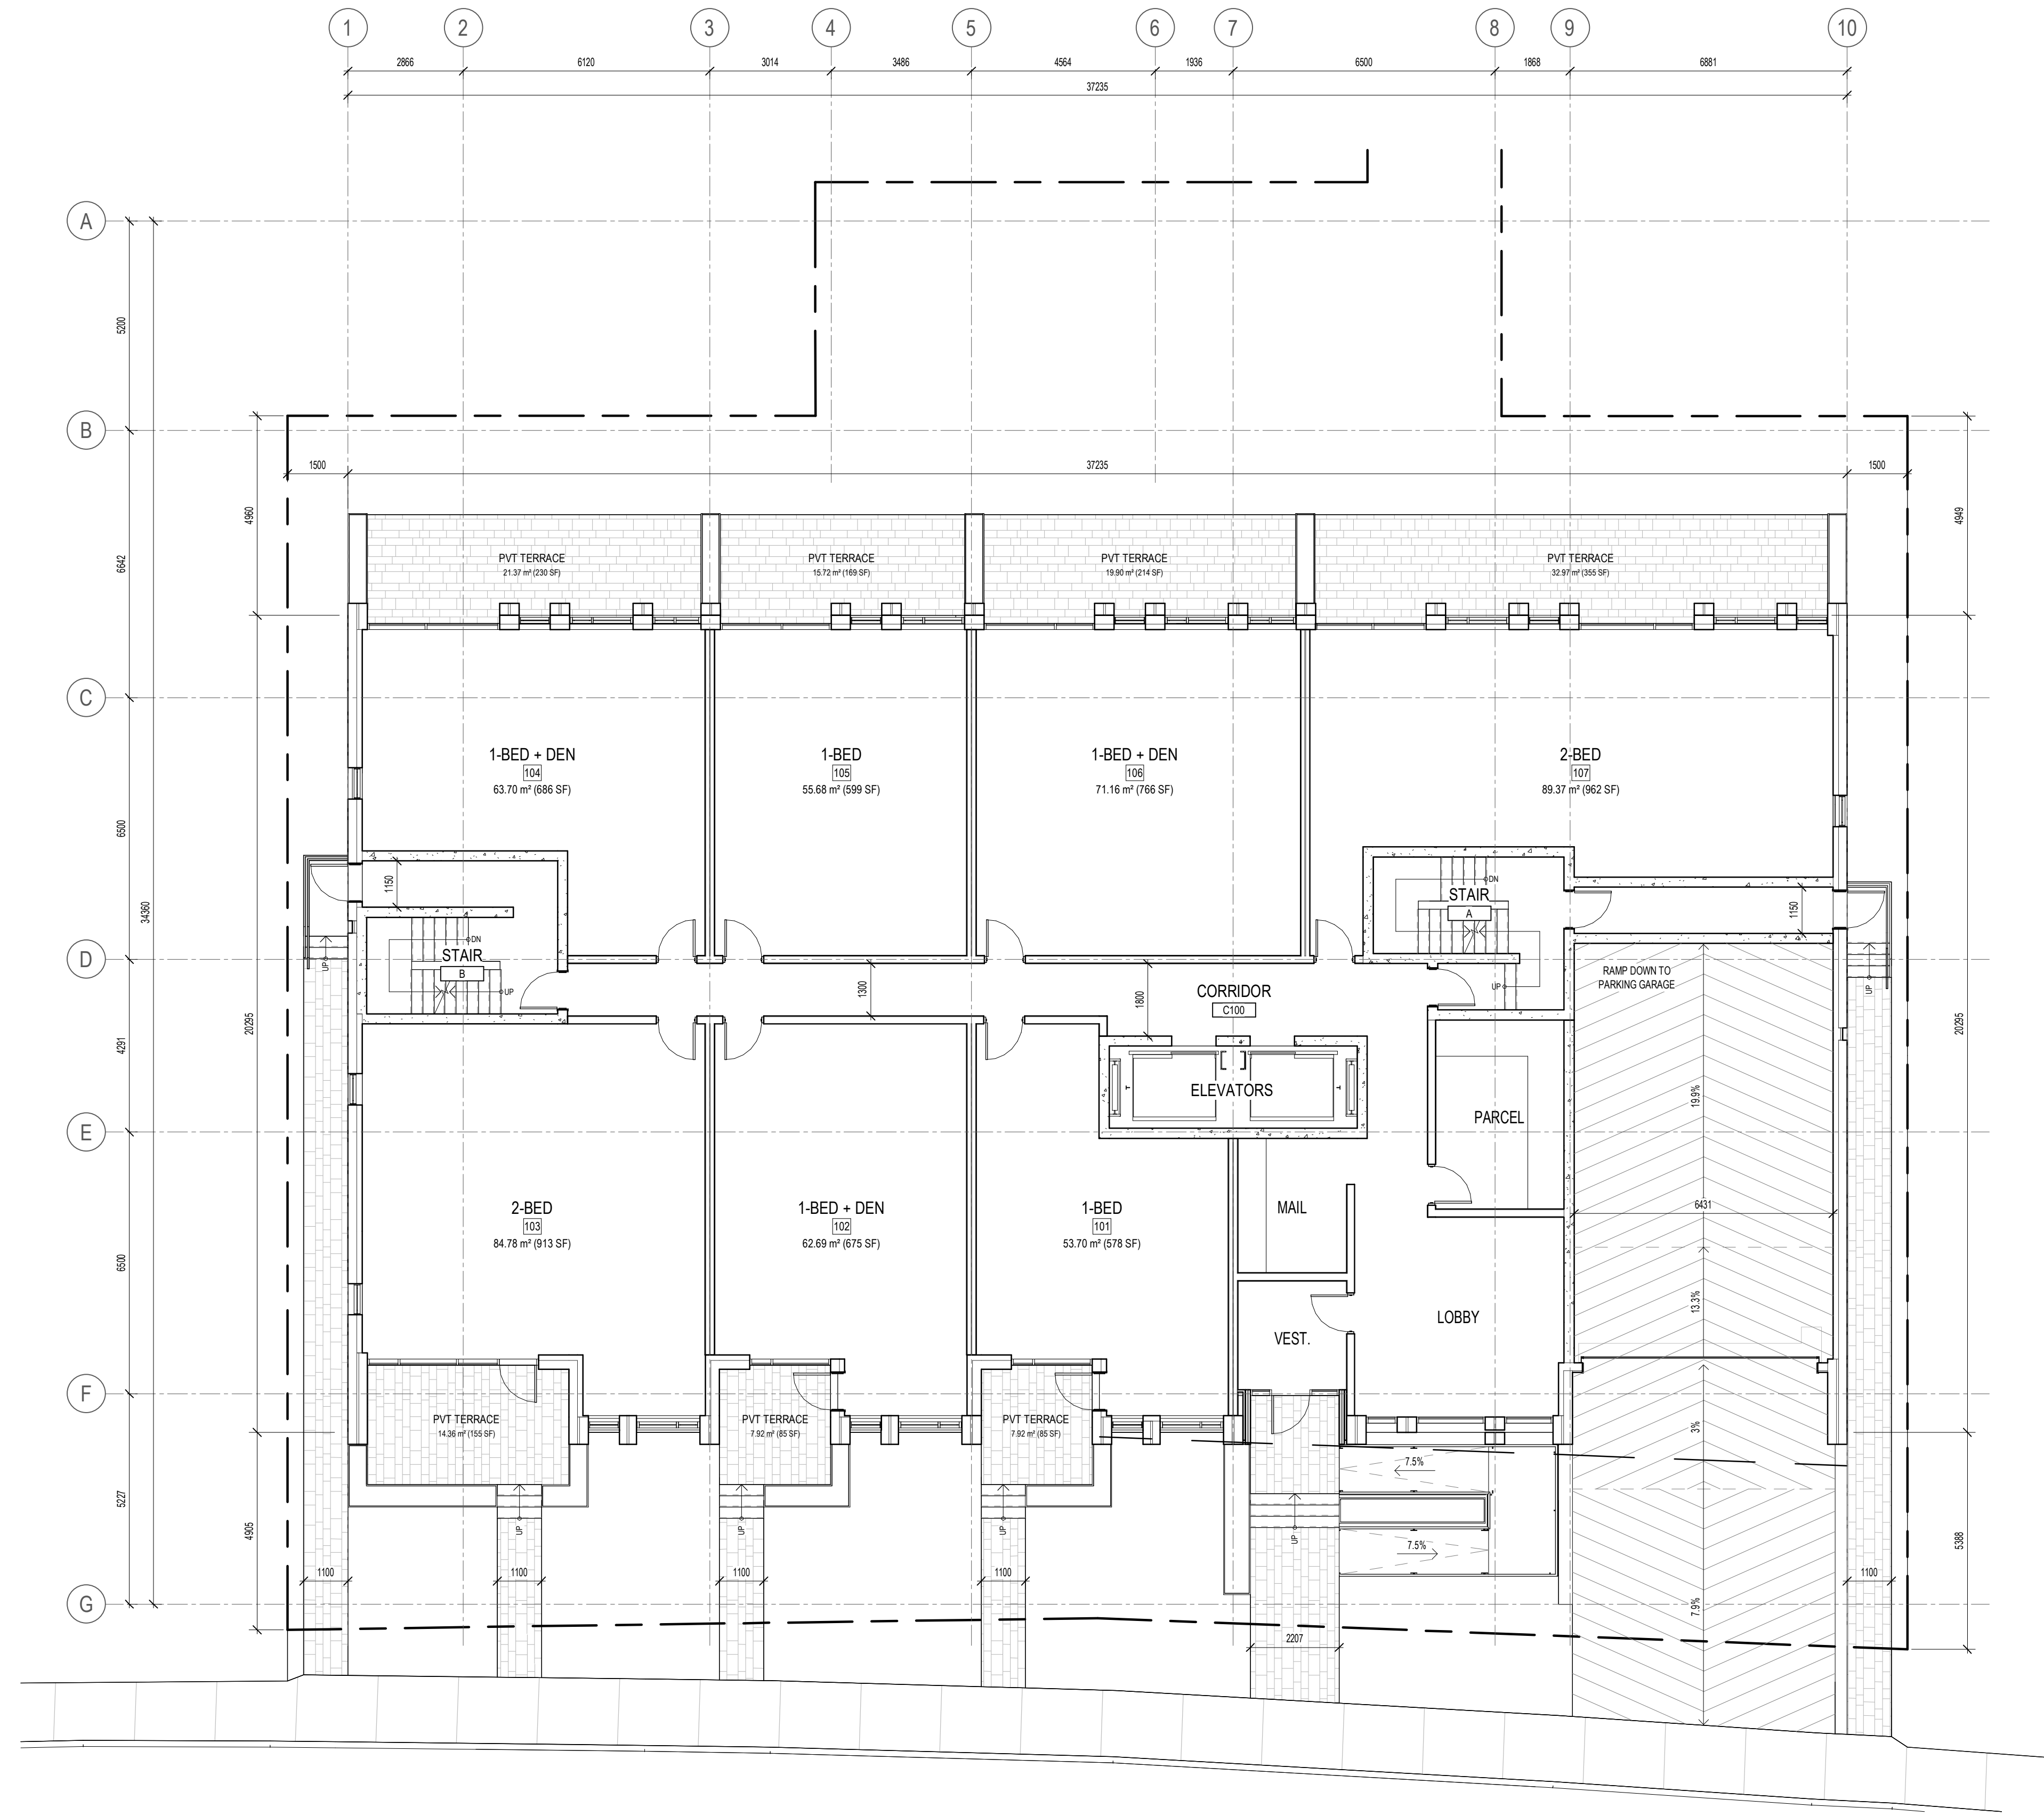 1 2 3 4 5 6 7 8 9 10
2866 6120 3014 3486 4564 1936 6500 1868 6881
37235
A
5200
B
1500 37235 1500
4960
4949
6642
PVT TERRACE
21.37 m² (230 SF)
PVT TERRACE
15.72 m² (169 SF)
PVT TERRACE
19.90 m² (214 SF)
PVT TERRACE
32.97 m² (355 SF)
C
1-BED + DEN
104
63.70 m² (686 SF)
1-BED
105
55.68 m² (599 SF)
1-BED + DEN
106
71.16 m² (766 SF)
2-BED
107
89.37 m² (962 SF)
6500
34360
1150
DN
STAIR
B
UP
UP
DN
STAIR
A
UP
1150
UP
D
RAMP DOWN TO
PARKING GARAGE
1300
1800
CORRIDOR
C100
20295
20295
4291
ELEVATORS
19.9%
PARCEL
E
2-BED
103
84.78 m² (913 SF)
1-BED + DEN
102
62.69 m² (675 SF)
1-BED
101
53.70 m² (578 SF)
MAIL
6431
6500
13.3%
VEST.
LOBBY
F
PVT TERRACE
14.36 m² (155 SF)
PVT TERRACE
7.92 m² (85 SF)
PVT TERRACE
7.92 m² (85 SF)
3%
7.5%
5227
4905
UP
UP
UP
UP
7.5%
5388
1100 1100 1100 1100 1100
G
7.9%
2207